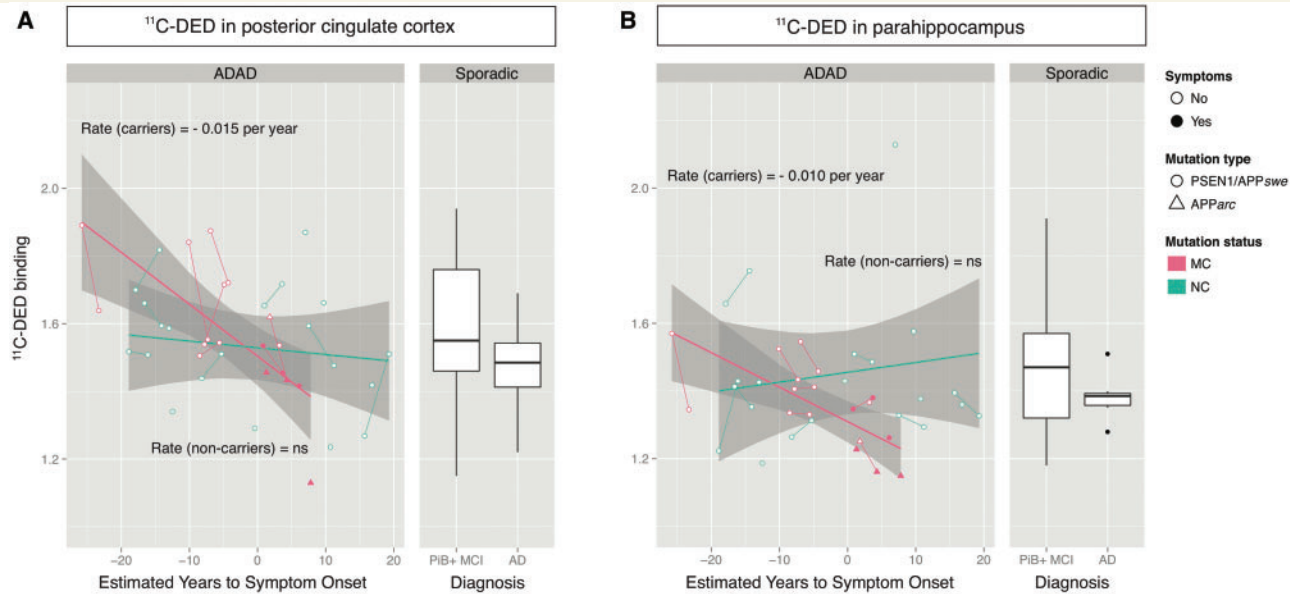 A
¹¹C-DED in posterior cingulate cortex
ADAD
Sporadic
Rate (carriers) = - 0.015 per year
Rate (non-carriers) = ns
¹¹C-DED binding
2.0
1.6
1.2
−20
−10
0
10
20
PiB+ MCI
AD
Estimated Years to Symptom Onset
Diagnosis
B
¹¹C-DED in parahippocampus
ADAD
Sporadic
Rate (carriers) = - 0.010 per year
Rate (non-carriers) = ns
2.0
1.6
1.2
−20
−10
0
10
20
PiB+ MCI
AD
Estimated Years to Symptom Onset
Diagnosis
Symptoms
No
Yes
Mutation type
PSEN1/APPswe
APParc
Mutation status
MC
NC